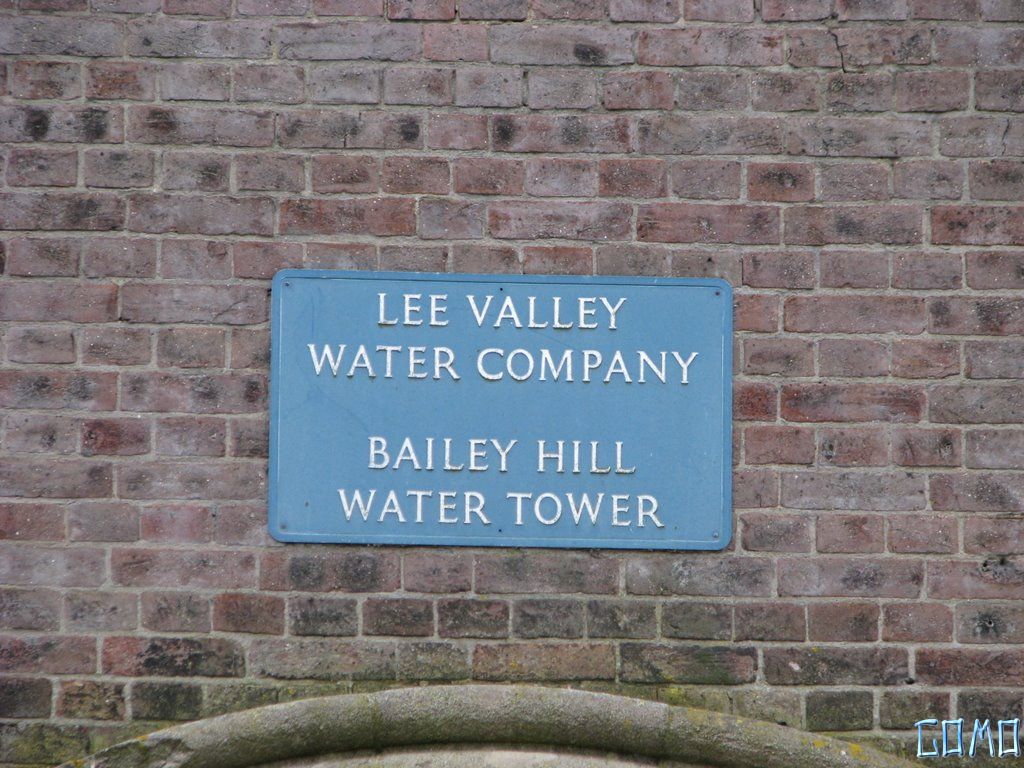 LEE VALLEY
WATER COMPANY
BAILEY HILL
WATER TOWER
GOMO